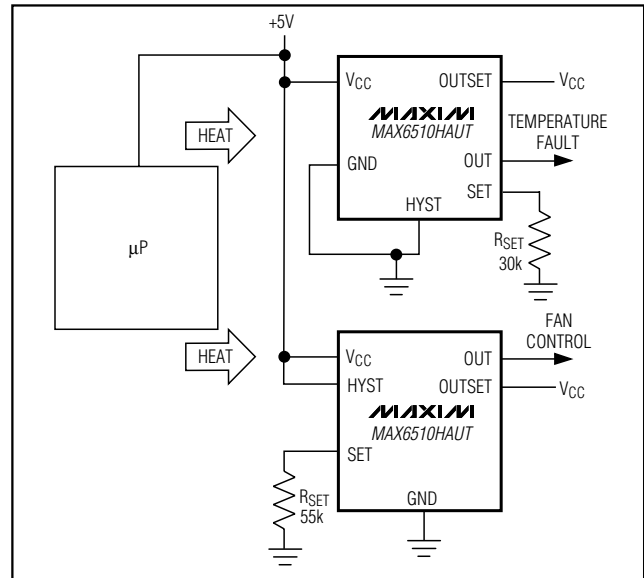 +5V
VCC
OUTSET
VCC
MAXIM
MAX6510HAUT
TEMPERATURE
FAULT
HEAT
GND
OUT
SET
HYST
RSET
30k
µP
HEAT
FAN
CONTROL
VCC
OUT
HYST
OUTSET
VCC
MAXIM
MAX6510HAUT
SET
RSET
55k
GND